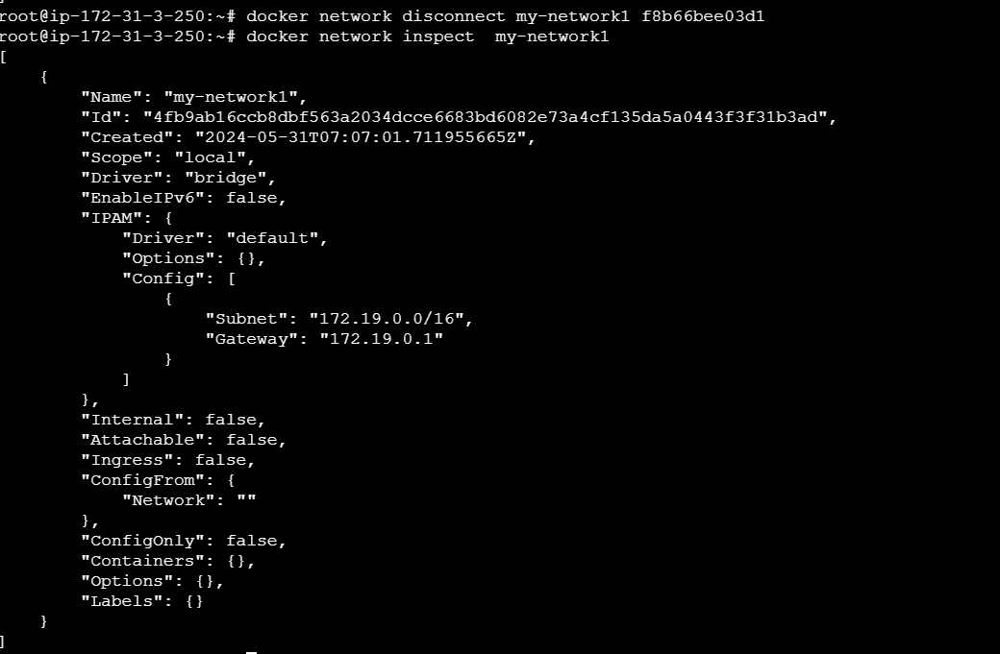 root@ip-172-31-3-250:~# docker network disconnect my-network1 f8b66bee03d1
root@ip-172-31-3-250:~# docker network inspect  my-network1
[
    {
        "Name": "my-network1",
        "Id": "4fb9ab16ccb8dbf563a2034dcce6683bd6082e73a4cf135da5a0443f3f31b3ad",
        "Created": "2024-05-31T07:07:01.711955665Z",
        "Scope": "local",
        "Driver": "bridge",
        "EnableIPv6": false,
        "IPAM": {
            "Driver": "default",
            "Options": {},
            "Config": [
                {
                    "Subnet": "172.19.0.0/16",
                    "Gateway": "172.19.0.1"
                }
            ]
        },
        "Internal": false,
        "Attachable": false,
        "Ingress": false,
        "ConfigFrom": {
            "Network": ""
        },
        "ConfigOnly": false,
        "Containers": {},
        "Options": {},
        "Labels": {}
    }
]